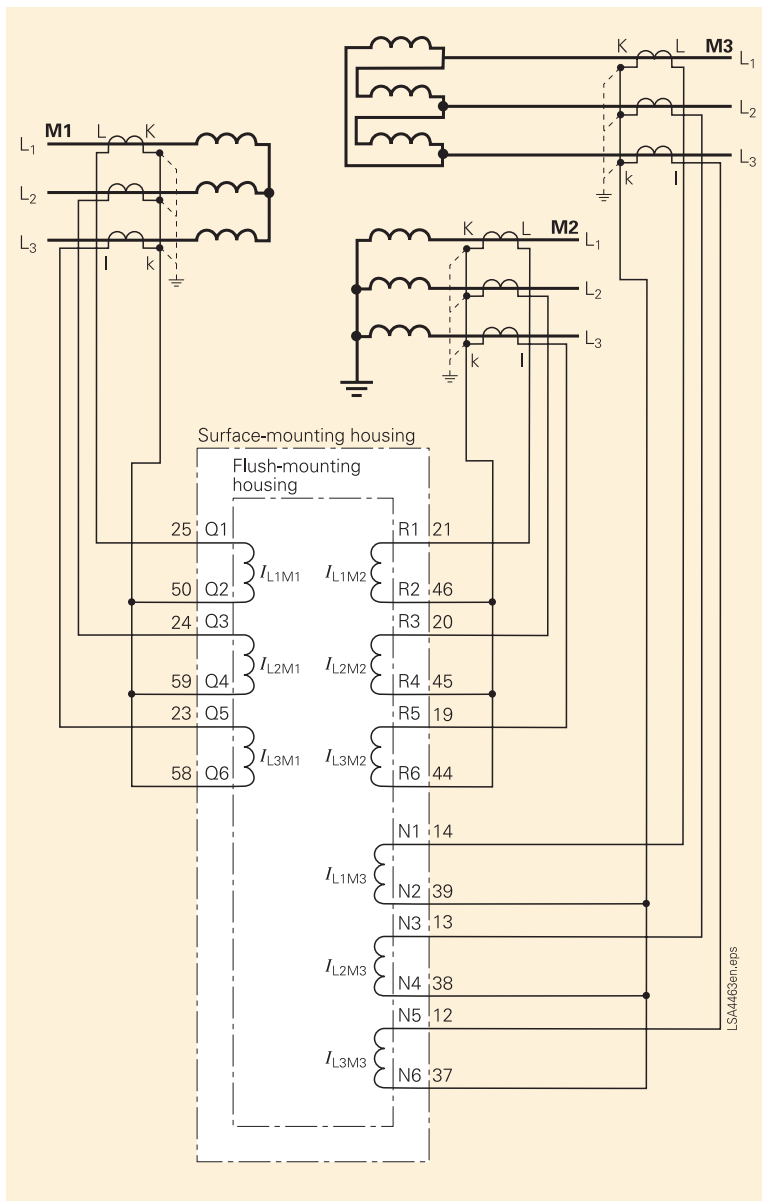 K L M3
L1
L2
L3
k l
M1 L K
L1
L2
L3
l k
K L M2
L1
L2
L3
k l
Surface-mounting housing
Flush-mounting
housing
25 Q1 R1 21
IL1M1 IL1M2
50 Q2 R2 46
24 Q3 R3 20
IL2M1 IL2M2
59 Q4 R4 45
23 Q5 R5 19
IL3M1 IL3M2
58 Q6 R6 44
N1 14
IL1M3
N2 39
N3 13
IL2M3
N4 38
N5 12
IL3M3
N6 37
LSA4463en.eps